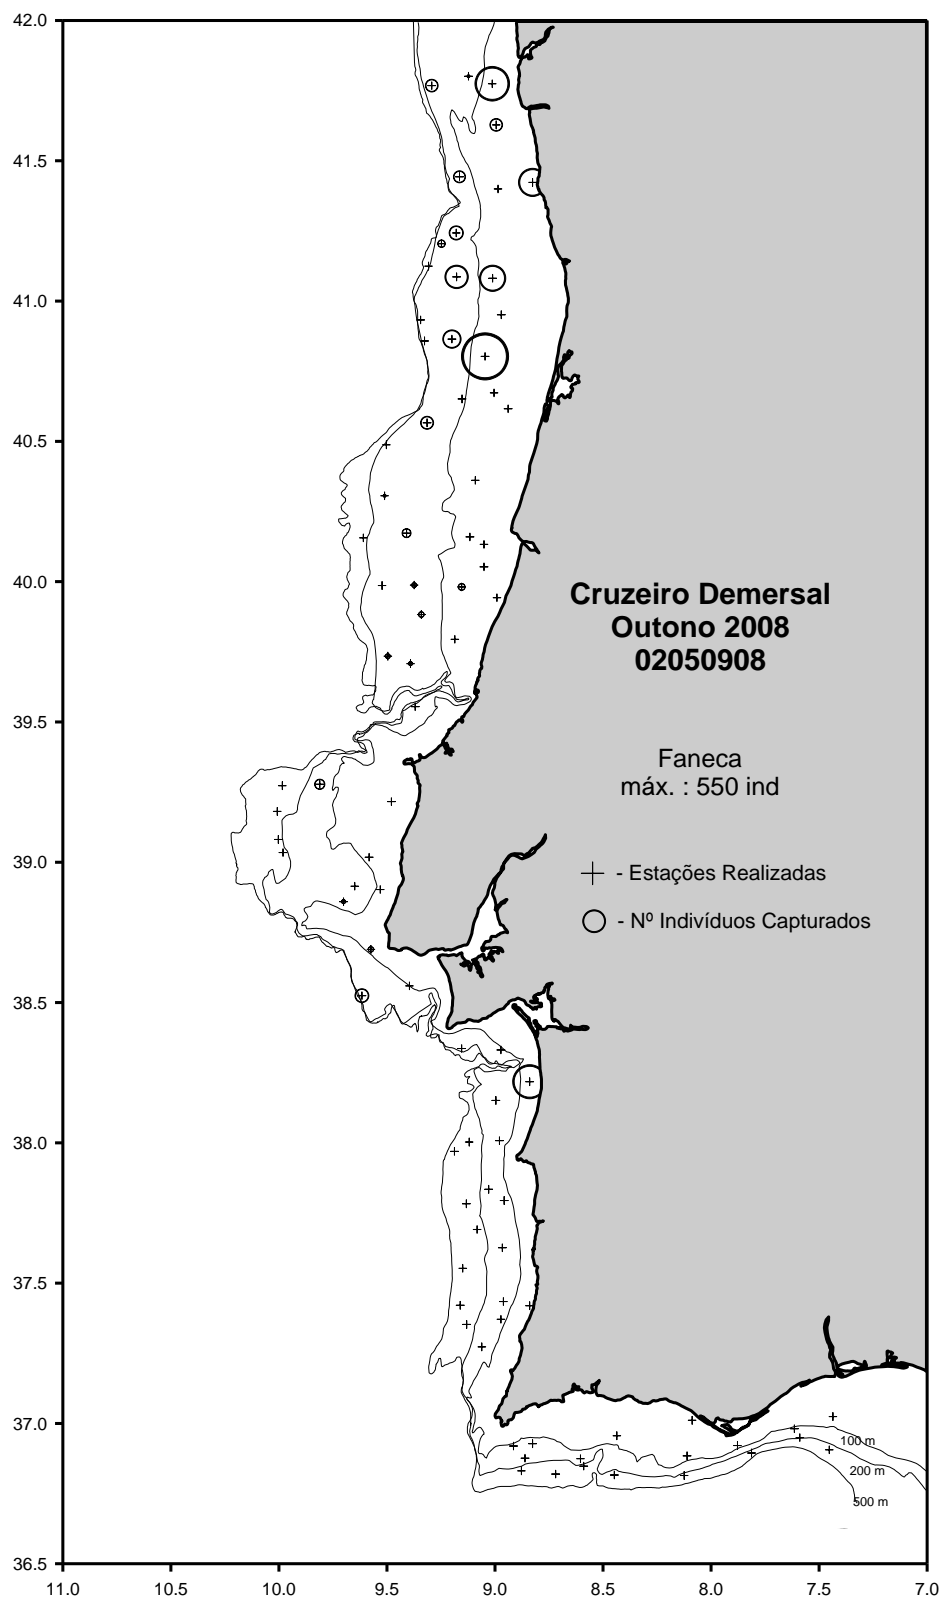 42.0
41.5
41.0
40.5
40.0
39.5
39.0
38.5
38.0
37.5
37.0
36.5
Cruzeiro Demersal
Outono 2008
02050908
Faneca
máx. : 550 ind
- Estações Realizadas
- Nº Indivíduos Capturados
100 m
200 m
500 m
11.0 10.5 10.0 9.5 9.0 8.5 8.0 7.5 7.0